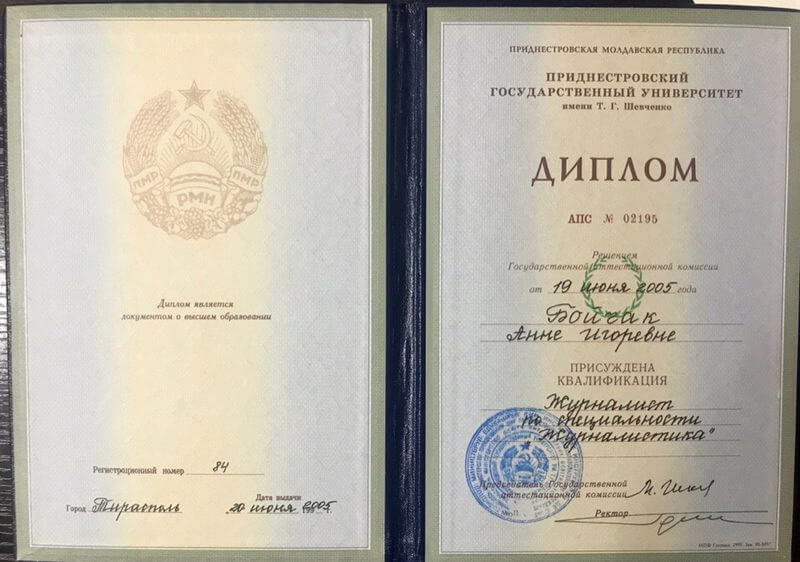 ПМР
ПМР
РМН
Диплом является
документом о высшем образовании
Регистрационный номер 84
Дата выдачи
Город Тирасполь 20 июня 2005 г.
ПРИДНЕСТРОВСКАЯ МОЛДАВСКАЯ РЕСПУБЛИКА
ПРИДНЕСТРОВСКИЙ
ГОСУДАРСТВЕННЫЙ УНИВЕРСИТЕТ
имени Т. Г. Шевченко
ДИПЛОМ
АПС № 02195
Решением
Государственной аттестационной комиссии
от 19 июня 2005 года
Бойчак
Анне Игоревне
ПРИСУЖДЕНА
КВАЛИФИКАЦИЯ
Журналист
по специальности
"Журналистика"
Председатель Государственной
аттестационной комиссии
М.П. Ректор